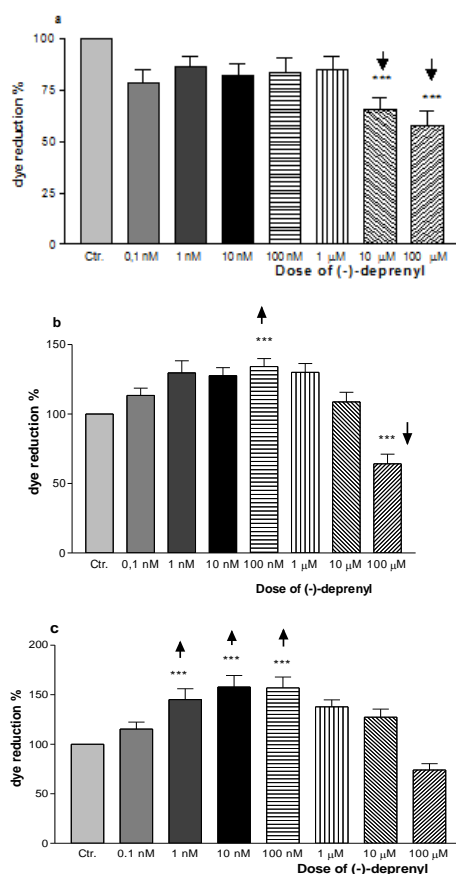 a
100
75
50
25
0
dye reduction %
*** ***
Ctr. 0,1 nM 1 nM 10 nM 100 nM 1 µM 10 µM 100 µM
Dose of (-)-deprenyl
b
150
100
50
0
dye reduction %
*** ***
Ctr. 0,1 nM 1 nM 10 nM 100 nM 1 µM 10 µM 100 µM
Dose of (-)-deprenyl
c
200
150
100
50
0
dye reduction %
*** *** ***
Ctr. 0.1 nM 1 nM 10 nM 100 nM 1 µM 10 µM 100 µM
Dose of (-)-deprenyl